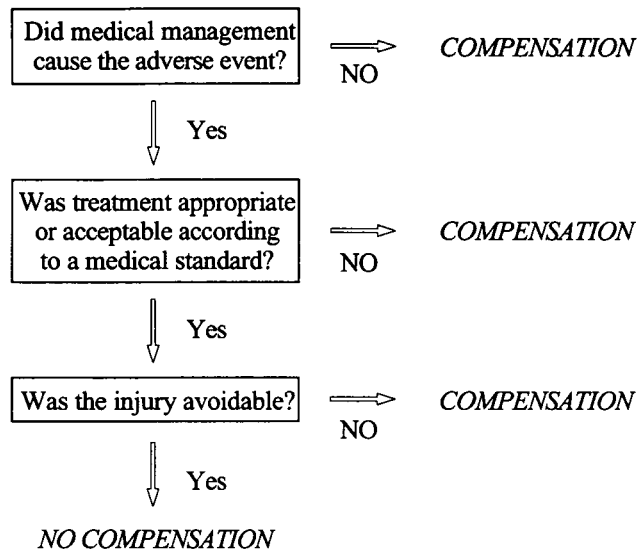 Did medical management
cause the adverse event?
NO
COMPENSATION
Yes
Was treatment appropriate
or acceptable according
to a medical standard?
NO
COMPENSATION
Yes
Was the injury avoidable?
NO
COMPENSATION
Yes
NO COMPENSATION